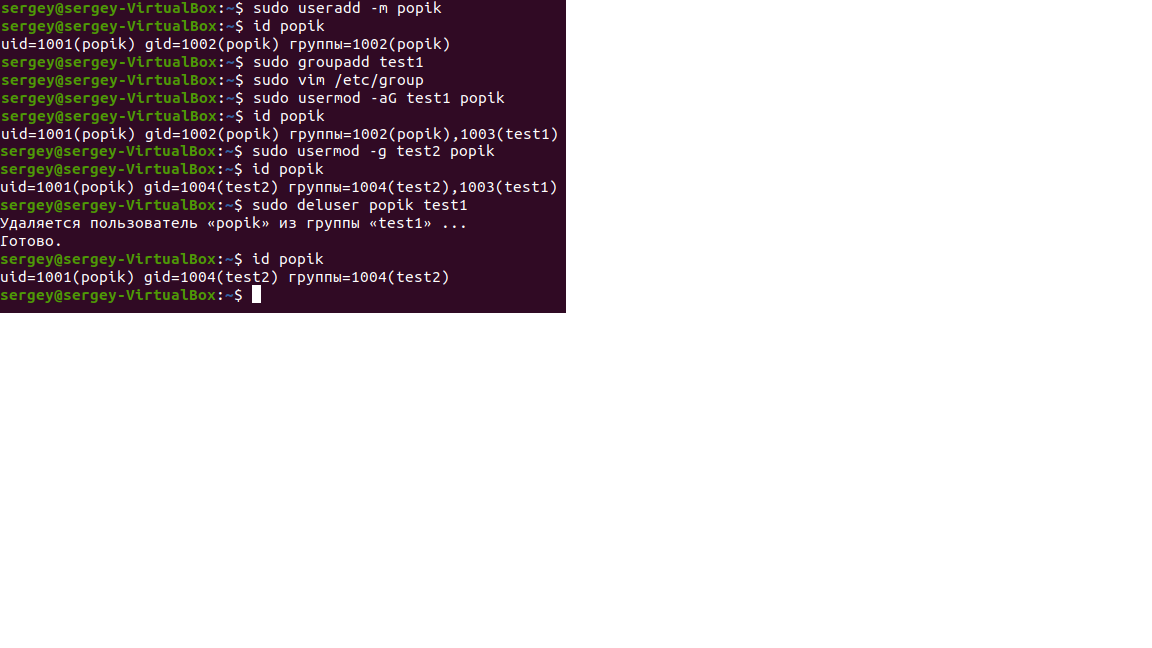 sergey@sergey-VirtualBox:~$ sudo useradd -m popik
sergey@sergey-VirtualBox:~$ id popik
uid=1001(popik) gid=1002(popik) группы=1002(popik)
sergey@sergey-VirtualBox:~$ sudo groupadd test1
sergey@sergey-VirtualBox:~$ sudo vim /etc/group
sergey@sergey-VirtualBox:~$ sudo usermod -aG test1 popik
sergey@sergey-VirtualBox:~$ id popik
uid=1001(popik) gid=1002(popik) группы=1002(popik),1003(test1)
sergey@sergey-VirtualBox:~$ sudo usermod -g test2 popik
sergey@sergey-VirtualBox:~$ id popik
uid=1001(popik) gid=1004(test2) группы=1004(test2),1003(test1)
sergey@sergey-VirtualBox:~$ sudo deluser popik test1
Удаляется пользователь «popik» из группы «test1» ...
Готово.
sergey@sergey-VirtualBox:~$ id popik
uid=1001(popik) gid=1004(test2) группы=1004(test2)
sergey@sergey-VirtualBox:~$